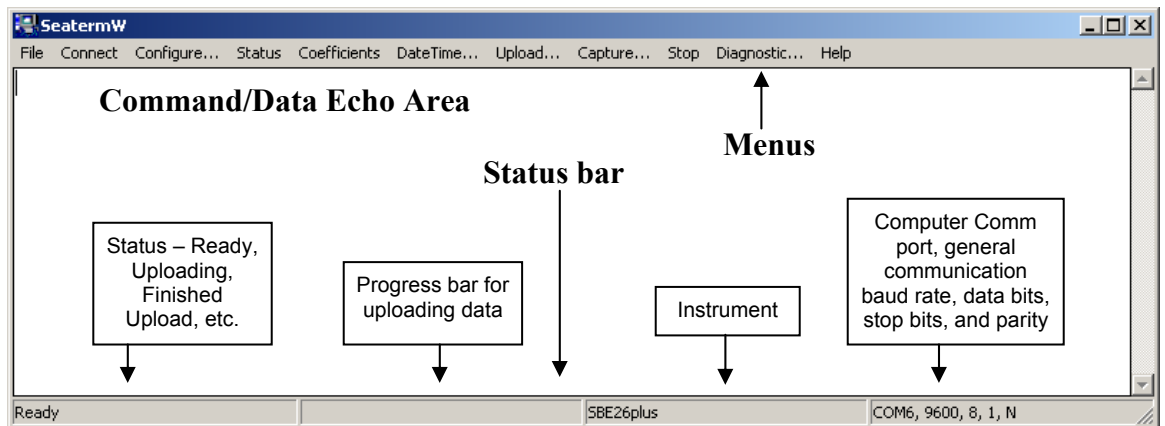 SeatermW
File Connect Configure... Status Coefficients DateTime... Upload... Capture... Stop Diagnostic... Help
Command/Data Echo Area
Menus
Status bar
Status – Ready,
Uploading,
Finished
Upload, etc.
Progress bar for
uploading data
Instrument
Computer Comm
port, general
communication
baud rate, data bits,
stop bits, and parity
Ready
SBE26plus
COM6, 9600, 8, 1, N